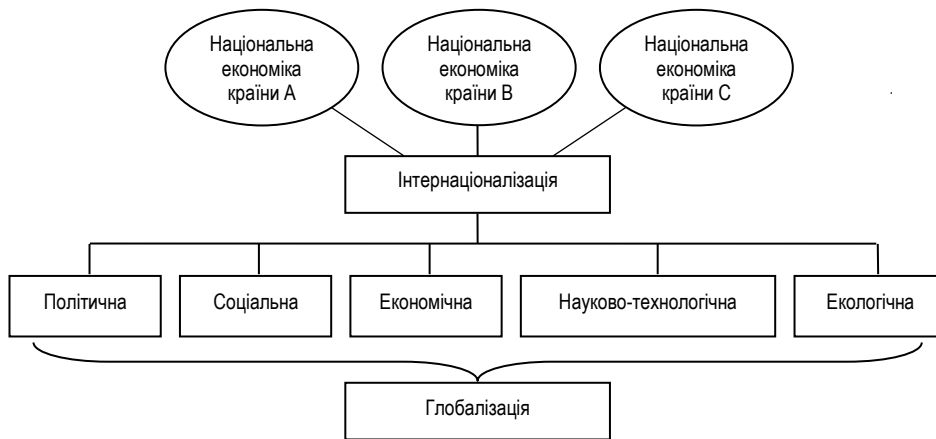 Національна
економіка
країни А
Національна
економіка
країни В
Національна
економіка
країни С
Інтернаціоналізація
Політична
Соціальна
Економічна
Науково-технологічна
Екологічна
Глобалізація